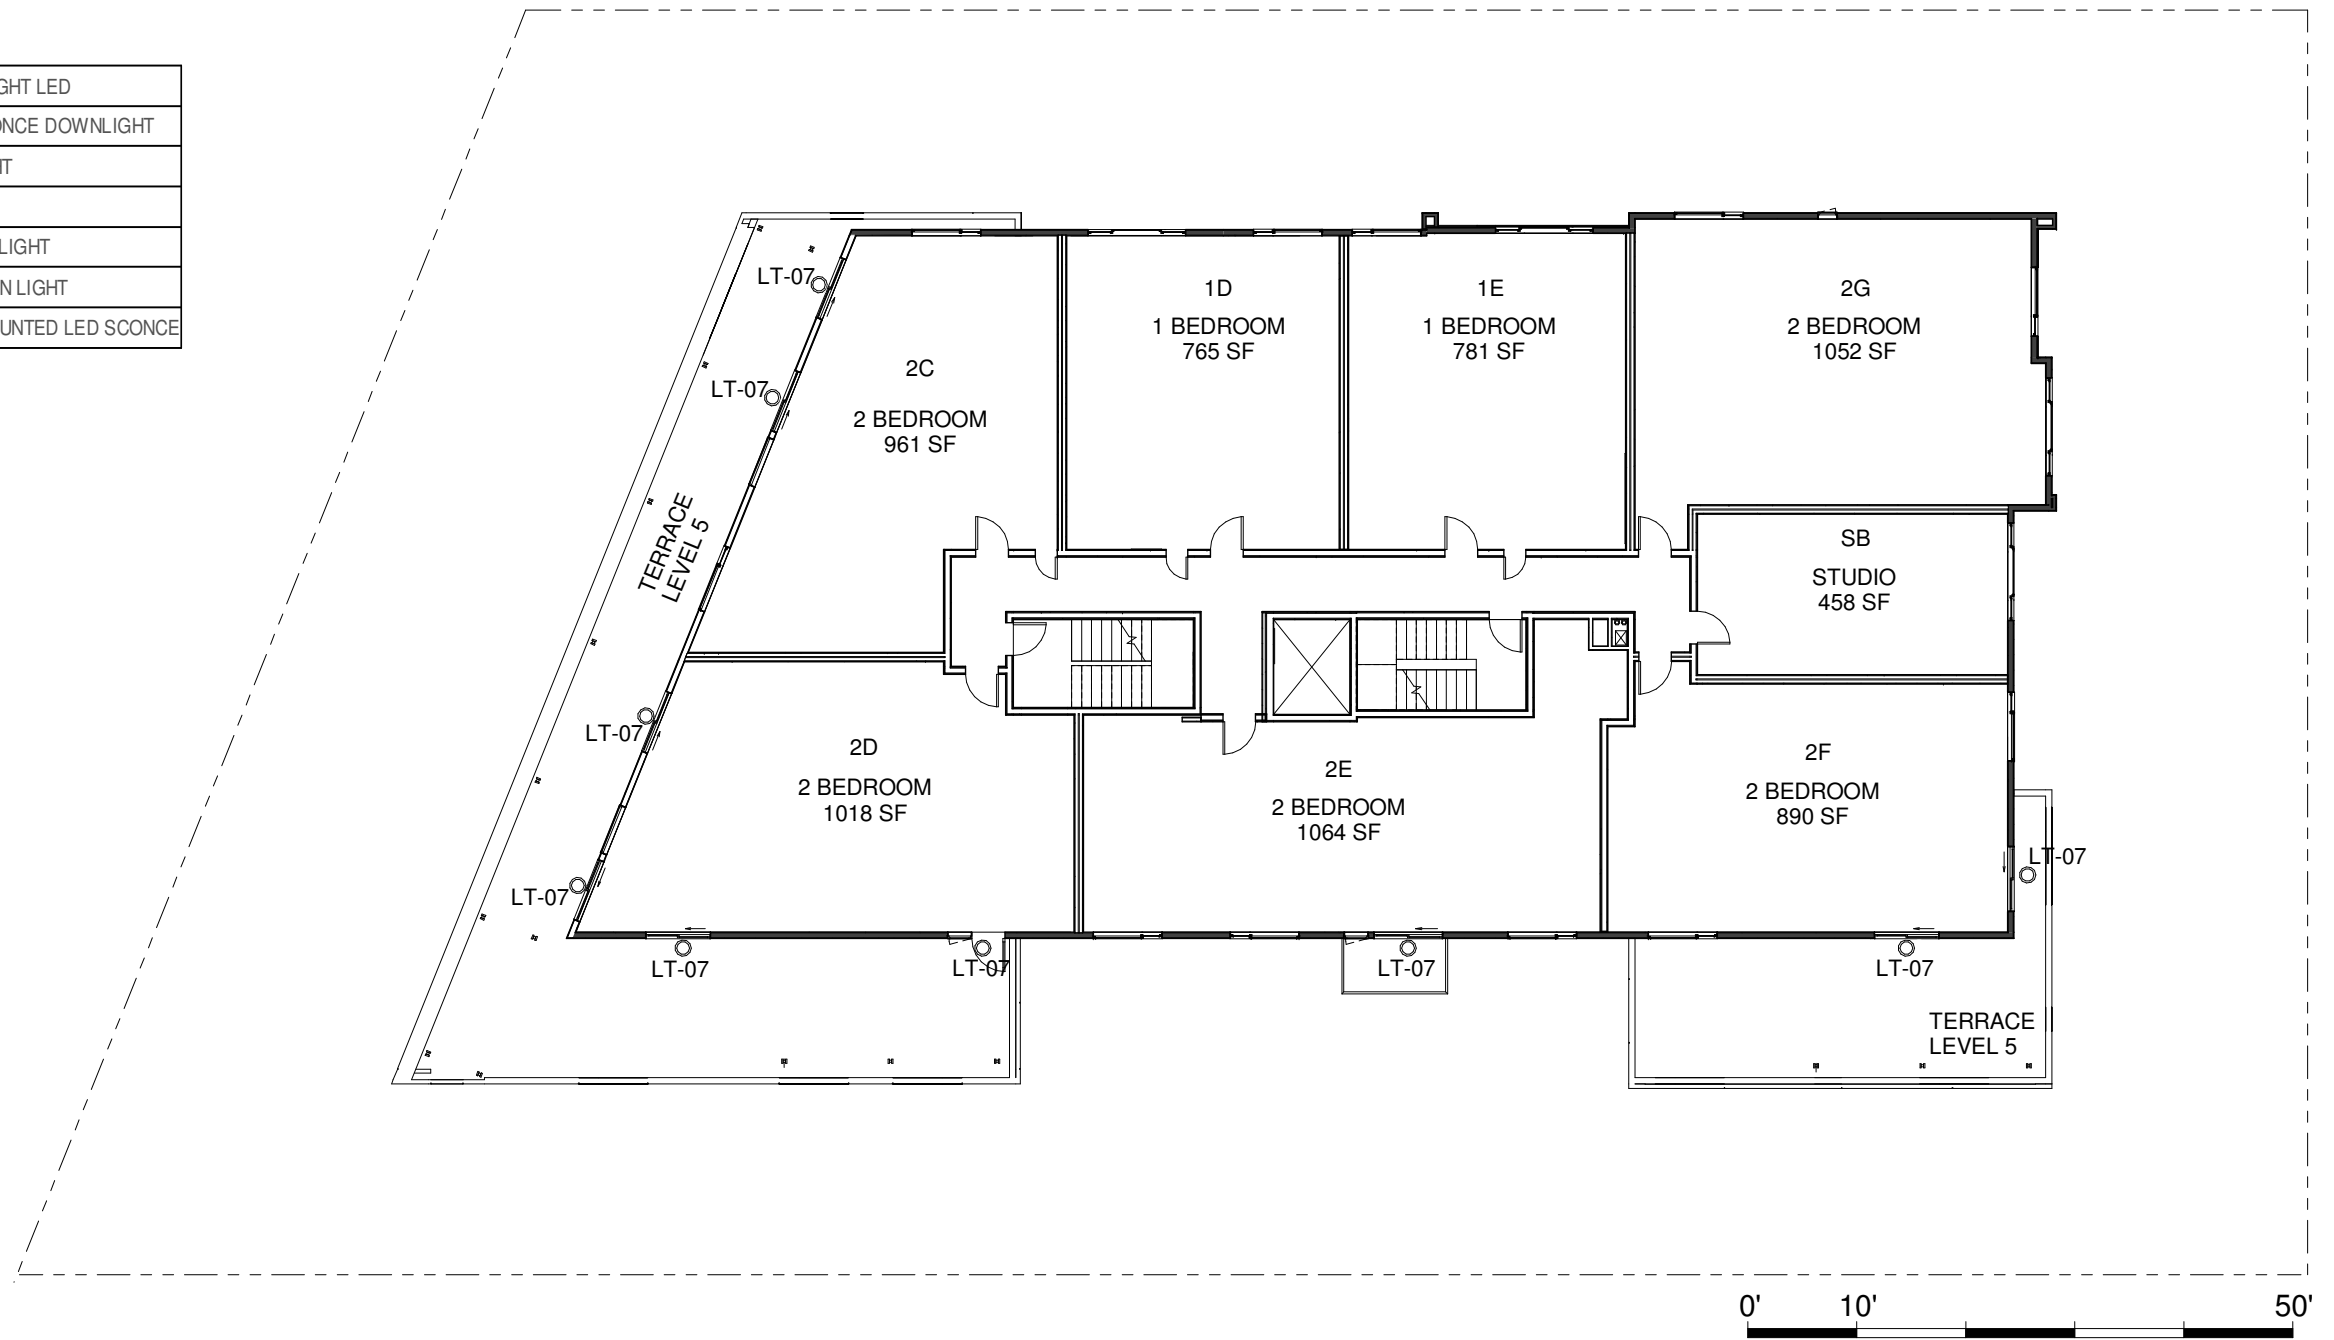 GHT LED
ONCE DOWNLIGHT
HT
LIGHT
N LIGHT
UNTED LED SCONCE
LT-07
LT-07
TERRACE
LEVEL 5
LT-07
LT-07
2C
2 BEDROOM
961 SF
1D
1 BEDROOM
765 SF
1E
1 BEDROOM
781 SF
2G
2 BEDROOM
1052 SF
SB
STUDIO
458 SF
2D
2 BEDROOM
1018 SF
2E
2 BEDROOM
1064 SF
2F
2 BEDROOM
890 SF
LT-07
LT-07
LT-07
LT-07
LT-07
TERRACE
LEVEL 5
0' 10' 50'